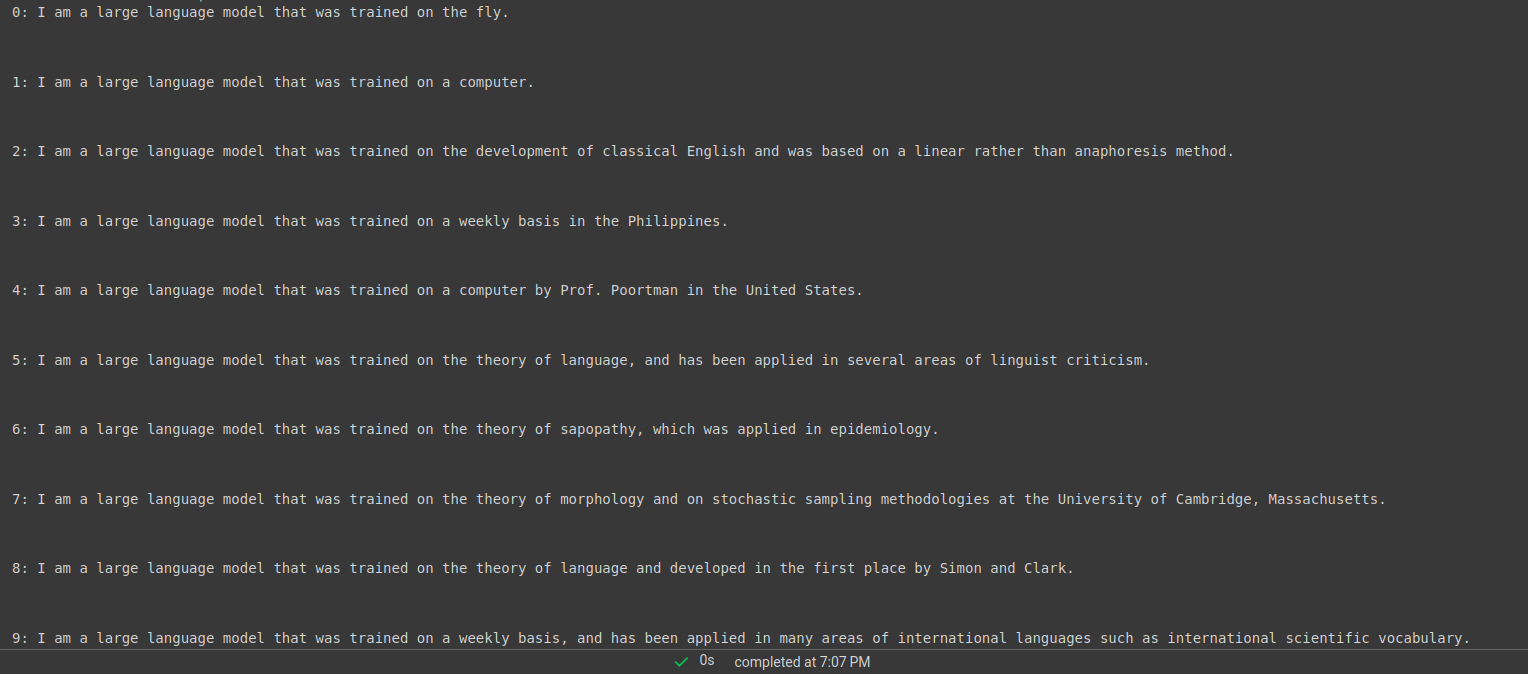 0: I am a large language model that was trained on the fly.
1: I am a large language model that was trained on a computer.
2: I am a large language model that was trained on the development of classical English and was based on a linear rather than anaphoresis method.
3: I am a large language model that was trained on a weekly basis in the Philippines.
4: I am a large language model that was trained on a computer by Prof. Poortman in the United States.
5: I am a large language model that was trained on the theory of language, and has been applied in several areas of linguist criticism.
6: I am a large language model that was trained on the theory of sapopathy, which was applied in epidemiology.
7: I am a large language model that was trained on the theory of morphology and on stochastic sampling methodologies at the University of Cambridge, Massachusetts.
8: I am a large language model that was trained on the theory of language and developed in the first place by Simon and Clark.
9: I am a large language model that was trained on a weekly basis, and has been applied in many areas of international languages such as international scientific vocabulary.
0s completed at 7:07 PM